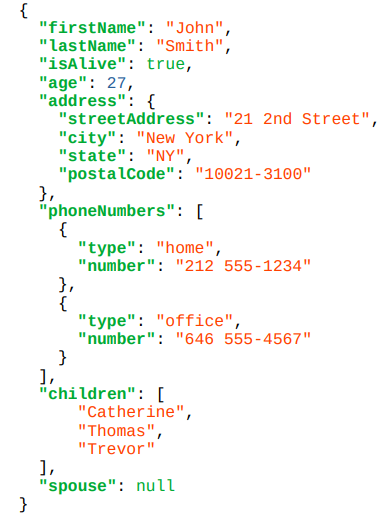 {
  "firstName": "John",
  "lastName": "Smith",
  "isAlive": true,
  "age": 27,
  "address": {
    "streetAddress": "21 2nd Street",
    "city": "New York",
    "state": "NY",
    "postalCode": "10021-3100"
  },
  "phoneNumbers": [
    {
      "type": "home",
      "number": "212 555-1234"
    },
    {
      "type": "office",
      "number": "646 555-4567"
    }
  ],
  "children": [
      "Catherine",
      "Thomas",
      "Trevor"
  ],
  "spouse": null
}